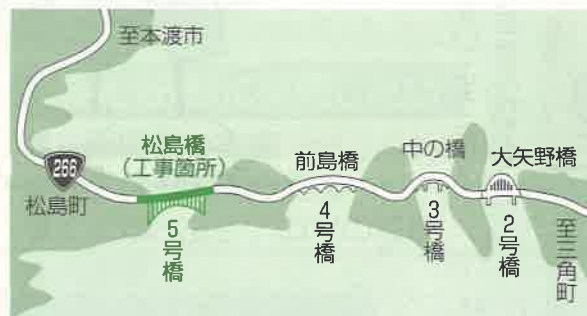 至本渡市
松島橋
(工事箇所)
前島橋
中の橋
大矢野橋
266
松島町
5号橋
4号橋
3号橋
2号橋
至三角町